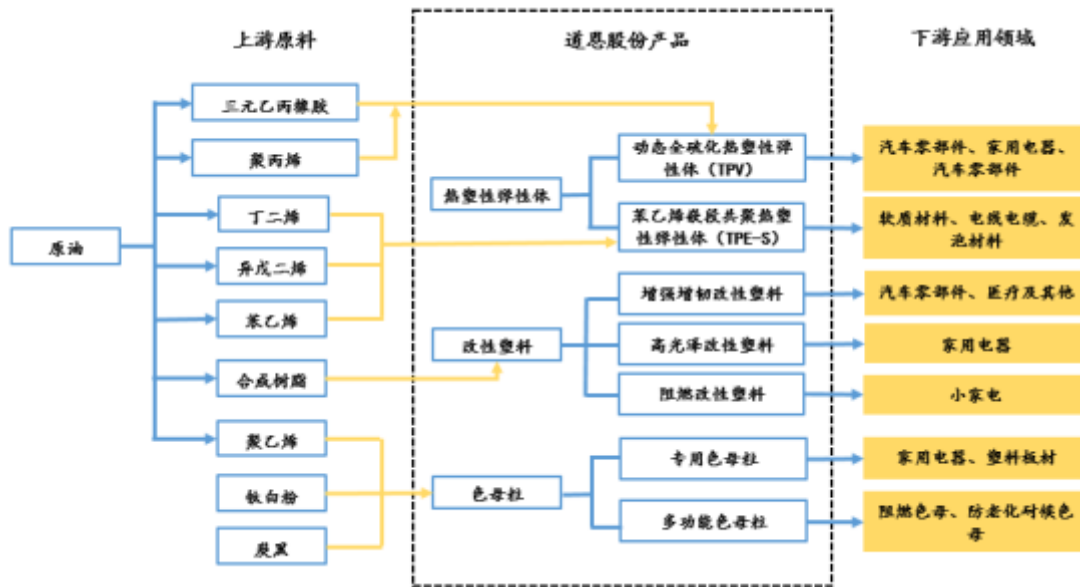 上游原料
道恩股份产品
下游应用领域
原油
三元乙丙橡胶
聚丙烯
丁二烯
异戊二烯
苯乙烯
合成树脂
聚乙烯
钛白粉
炭黑
热塑性弹性体
动态全硫化热塑性弹
性体（TPV）
苯乙烯嵌段共聚热塑
性弹性体（TPE-S）
改性塑料
增强增韧改性塑料
高光泽改性塑料
阻燃改性塑料
色母粒
专用色母粒
多功能色母粒
汽车零部件、家用电器、
汽车零部件
软质材料、电线电缆、发
泡材料
汽车零部件、医疗及其他
家用电器
小家电
家用电器、塑料板材
阻燃色母、防老化耐候色
母